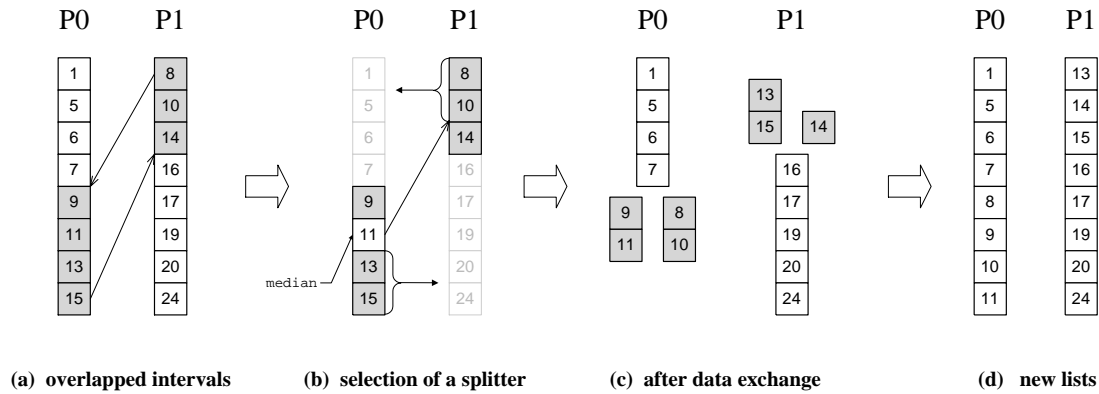 P0 P1 P0 P1 P0 P1 P0 P1
1 8 1 8 1 13 1 13
5 10 5 10 5 15 14 5 14
6 14 6 14 6 6 15
7 16 7 16 7 16 7 16
9 17 9 17 9 8 17 8 17
11 19 11 19 11 10 19 9 19
13 20 13 20 20 10 20
median
15 24 15 24 24 11 24
(a) overlapped intervals (b) selection of a splitter (c) after data exchange (d) new lists